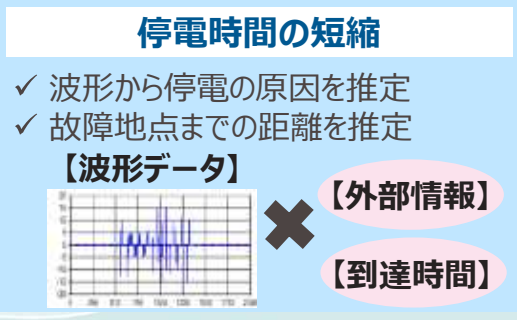 停電時間の短縮
✓ 波形から停電の原因を推定
✓ 故障地点までの距離を推定
【波形データ】
【外部情報】
【到達時間】